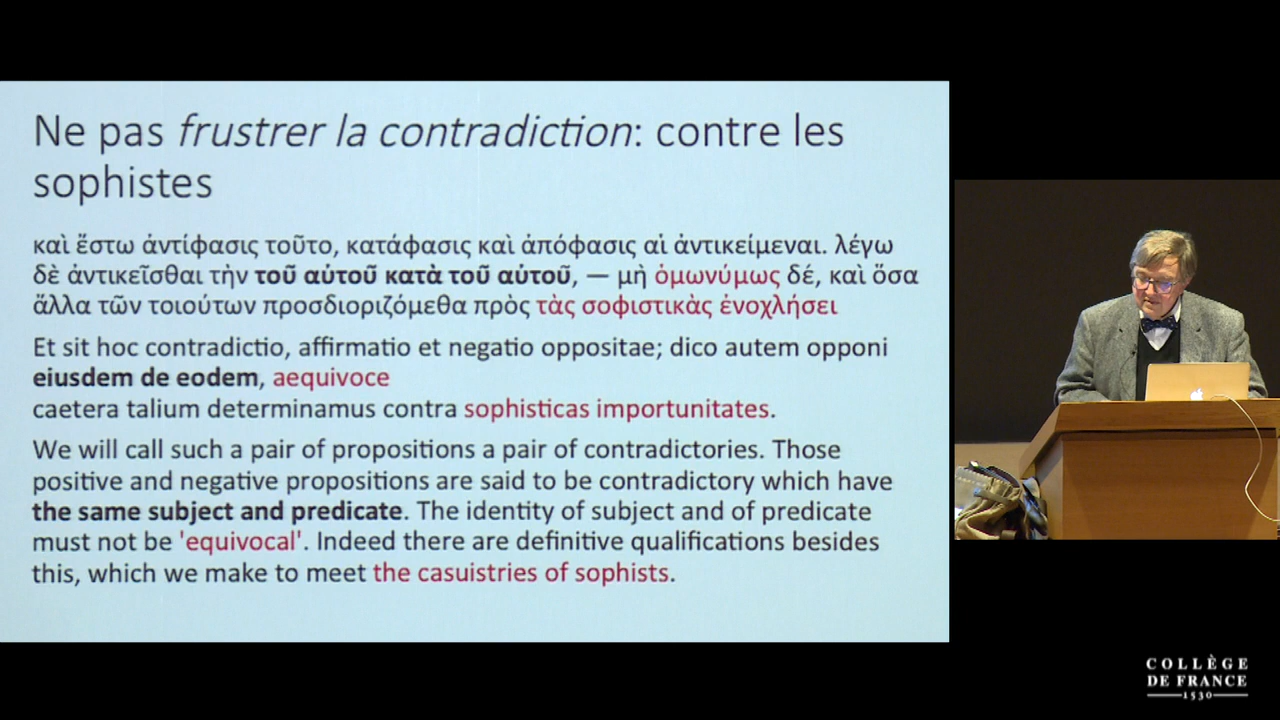 Ne pas frustrer la contradiction: contre les
sophistes
καὶ ἔστω ἀντίφασις τοῦτο, κατάφασις καὶ ἀπόφασις αἱ ἀντικείμεναι. λέγω
δὲ ἀντικεῖσθαι τὴν τοῦ αὐτοῦ κατὰ τοῦ αὐτοῦ, — μὴ ὁμωνύμως δέ, καὶ ὅσα
ἄλλα τῶν τοιούτων προσδιοριζόμεθα πρὸς τὰς σοφιστικὰς ἐνοχλήσει
Et sit hoc contradictio, affirmatio et negatio oppositae; dico autem opponi
eiusdem de eodem, aequivoce
caetera talium determinamus contra sophisticas importunitates.
We will call such a pair of propositions a pair of contradictories. Those
positive and negative propositions are said to be contradictory which have
the same subject and predicate. The identity of subject and of predicate
must not be 'equivocal'. Indeed there are definitive qualifications besides
this, which we make to meet the casuistries of sophists.
COLLÈGE
DE FRANCE
1530